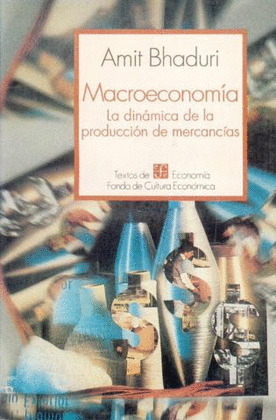 Amit Bhaduri
Macroeconomía
La dinámica de la
producción de mercancías
Textos de Economía
Fondo de Cultura Económica